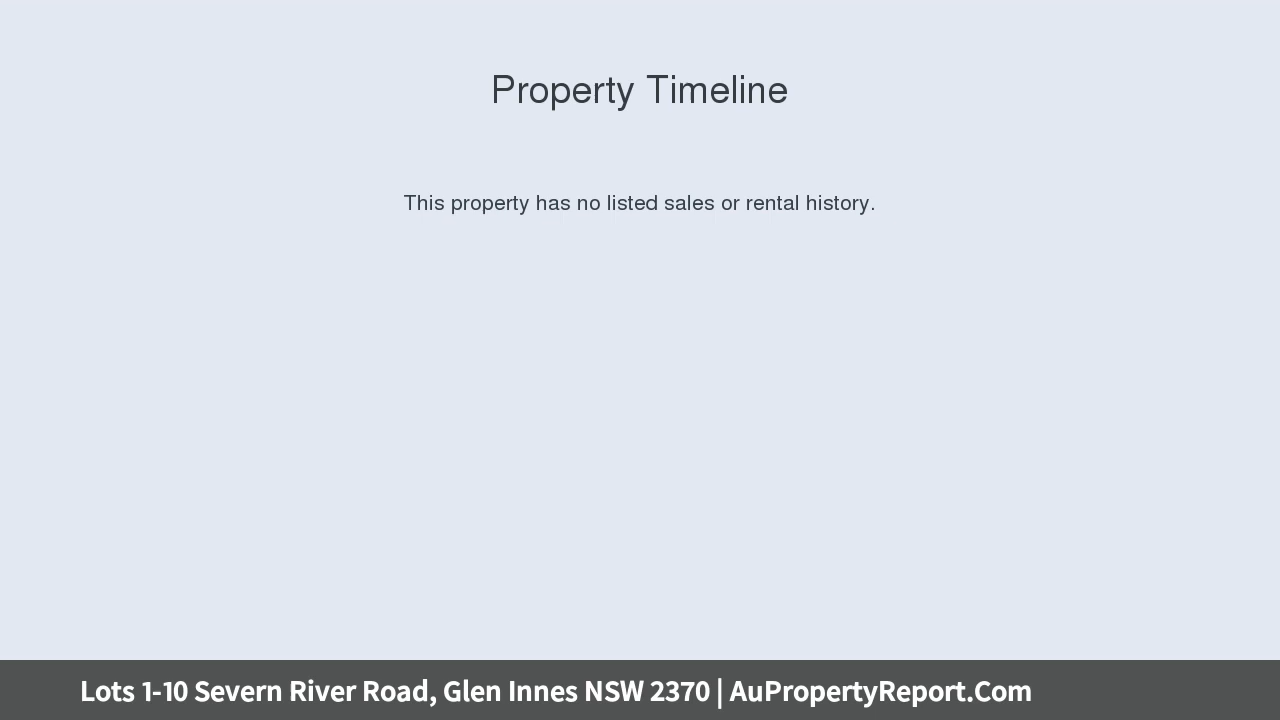 Property Timeline
This property has no listed sales or rental history.
Lots 1-10 Severn River Road, Glen Innes NSW 2370 | AuPropertyReport.Com